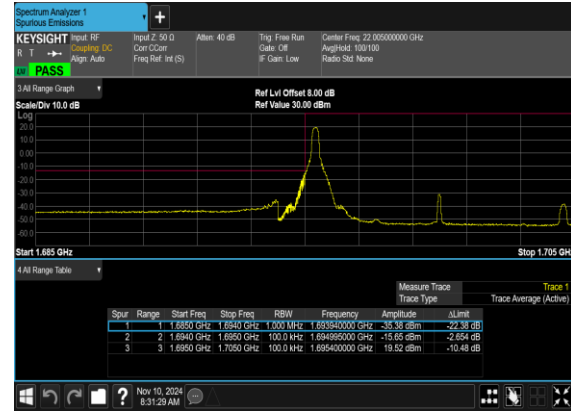 Spectrum Analyzer 1
Spurious Emissions
+
KEYSIGHT
R T
LV PASS
Input: RF
Coupling: DC
Align: Auto
Input Z: 50 Ω
Corr CCorr
Freq Ref: Int (S)
Atten: 40 dB
Trig: Free Run
Gate: Off
IF Gain: Low
Center Freq: 22.005000000 GHz
Avg|Hold: 100/100
Radio Std: None
3 All Range Graph
Scale/Div 10.0 dB
Ref Lvl Offset 8.00 dB
Ref Value 30.00 dBm
Log
20.0
10.0
0.00
-10.0
-20.0
-30.0
-40.0
-50.0
-60.0
Start 1.685 GHz
Stop 1.705 GH
4 All Range Table
Measure Trace Trace 1
Trace Type Trace Average (Active)
Spur Range Start Freq Stop Freq RBW Frequency Amplitude ΔLimit
1 1 1.6850 GHz 1.6940 GHz 1.000 MHz 1.693940000 GHz -35.38 dBm -22.38 dB
2 2 1.6940 GHz 1.6950 GHz 100.0 kHz 1.694995000 GHz -15.65 dBm -2.654 dB
3 3 1.6950 GHz 1.7050 GHz 100.0 kHz 1.695400000 GHz 19.52 dBm -10.48 dB
?
Nov 10, 2024
8:31:29 AM